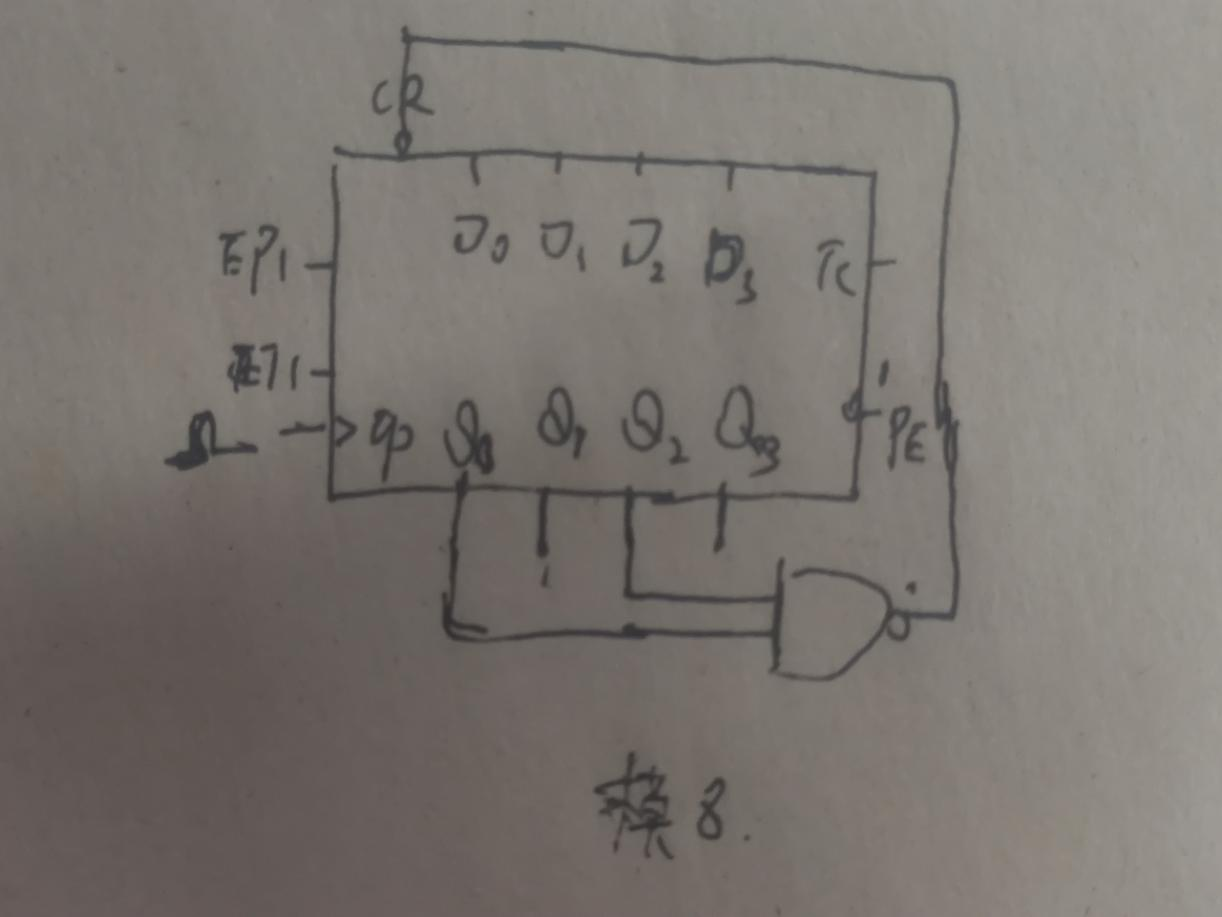 CR
D0 D1 D2 D3 TC
EP 1
ET 1
1
CP Q0 Q1 Q2 Q3 PE
模 8.